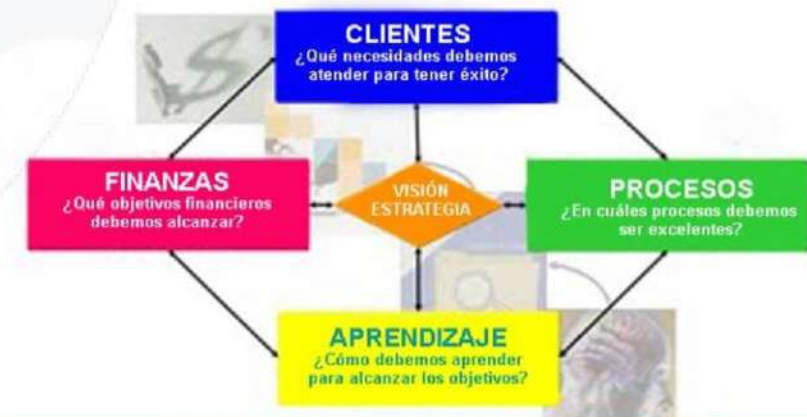 CLIENTES
¿Qué necesidades debemos
atender para tener éxito?
FINANZAS
¿Qué objetivos financieros
debemos alcanzar?
VISIÓN
ESTRATEGIA
PROCESOS
¿En cuáles procesos debemos
ser excelentes?
APRENDIZAJE
¿Cómo debemos aprender
para alcanzar los objetivos?